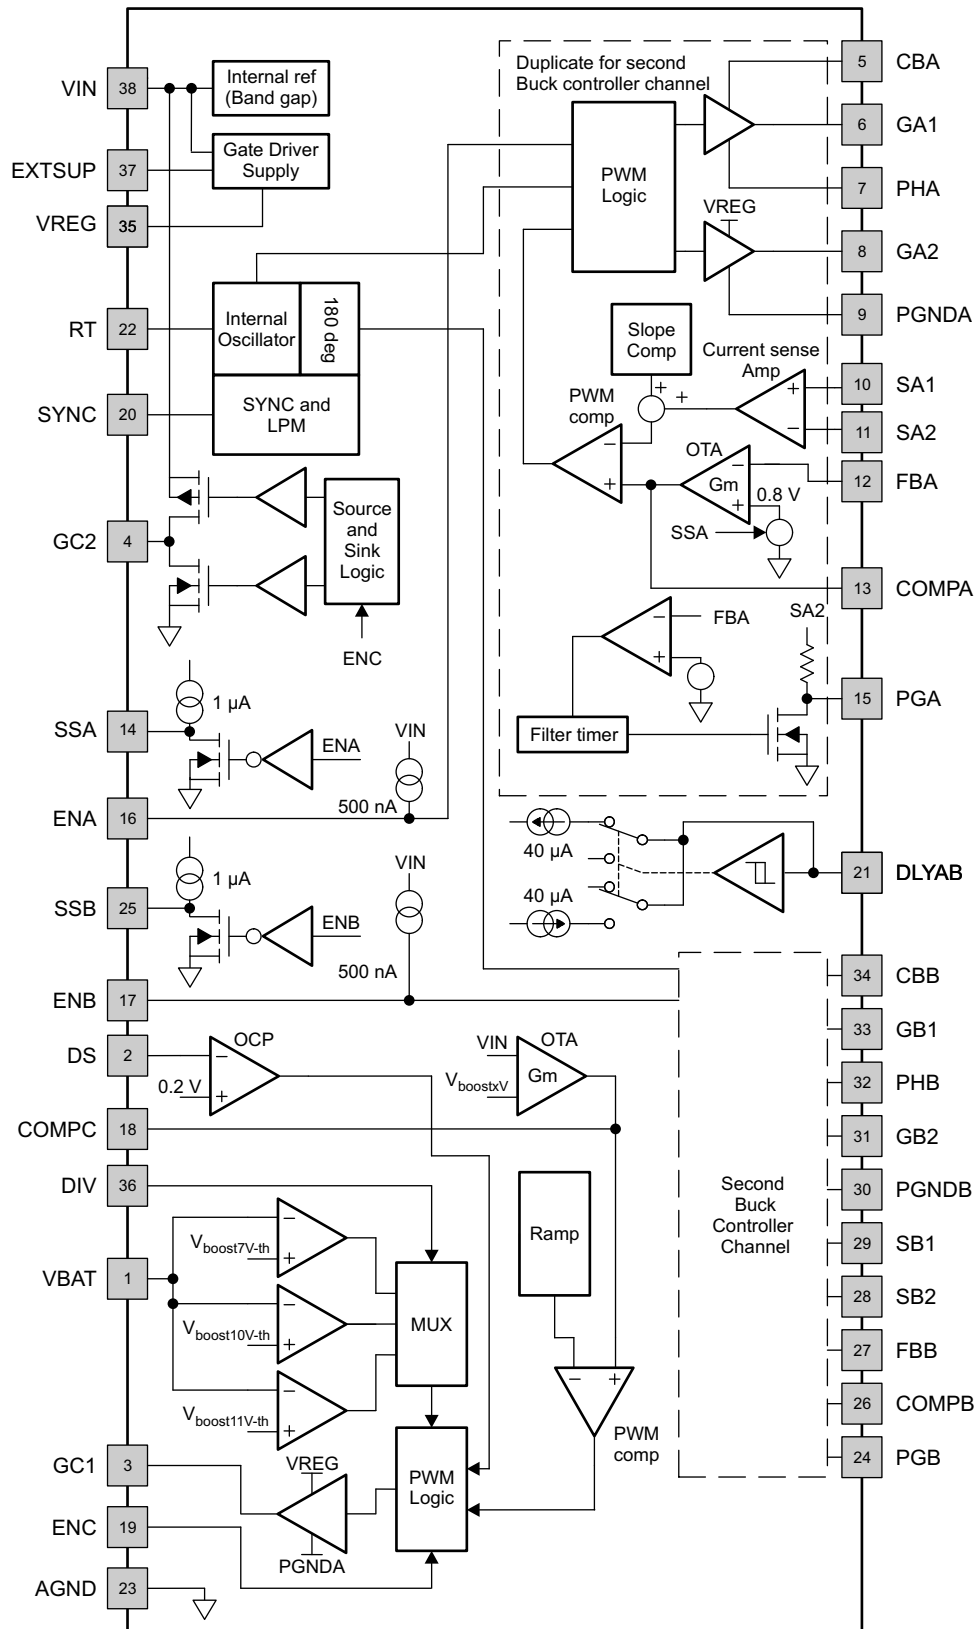 VIN
38
EXTSUP
37
VREG
35
RT
22
SYNC
20
GC2
4
SSA
14
ENA
16
SSB
25
ENB
17
DS
2
COMPC
18
DIV
36
VBAT
1
GC1
3
ENC
19
AGND
23
Internal ref
(Band gap)
Gate Driver
Supply
Internal
Oscillator
180 deg
SYNC and
LPM
Source
and
Sink
Logic
ENC
1 µA
ENA
VIN
500 nA
1 µA
ENB
VIN
500 nA
OCP
−
+
0.2 V
VIN
VboostxV
OTA
Gm
Vboost7V-th
−
+
Vboost10V-th
−
+
Vboost11V-th
−
+
MUX
Ramp
−
+
PWM
comp
PWM
Logic
VREG
PGNDA
Duplicate for second
Buck controller channel
PWM
Logic
VREG
Slope
Comp
Current sense
Amp
+
−
+
+
PWM
comp
−
+
OTA
Gm
−
+
0.8 V
SSA
FBA
−
+
SA2
Filter timer
40 µA
40 µA
Second
Buck
Controller
Channel
5
CBA
6
GA1
7
PHA
8
GA2
9
PGNDA
10
SA1
11
SA2
12
FBA
13
COMPA
15
PGA
21
DLYAB
34
CBB
33
GB1
32
PHB
31
GB2
30
PGNDB
29
SB1
28
SB2
27
FBB
26
COMPB
24
PGB